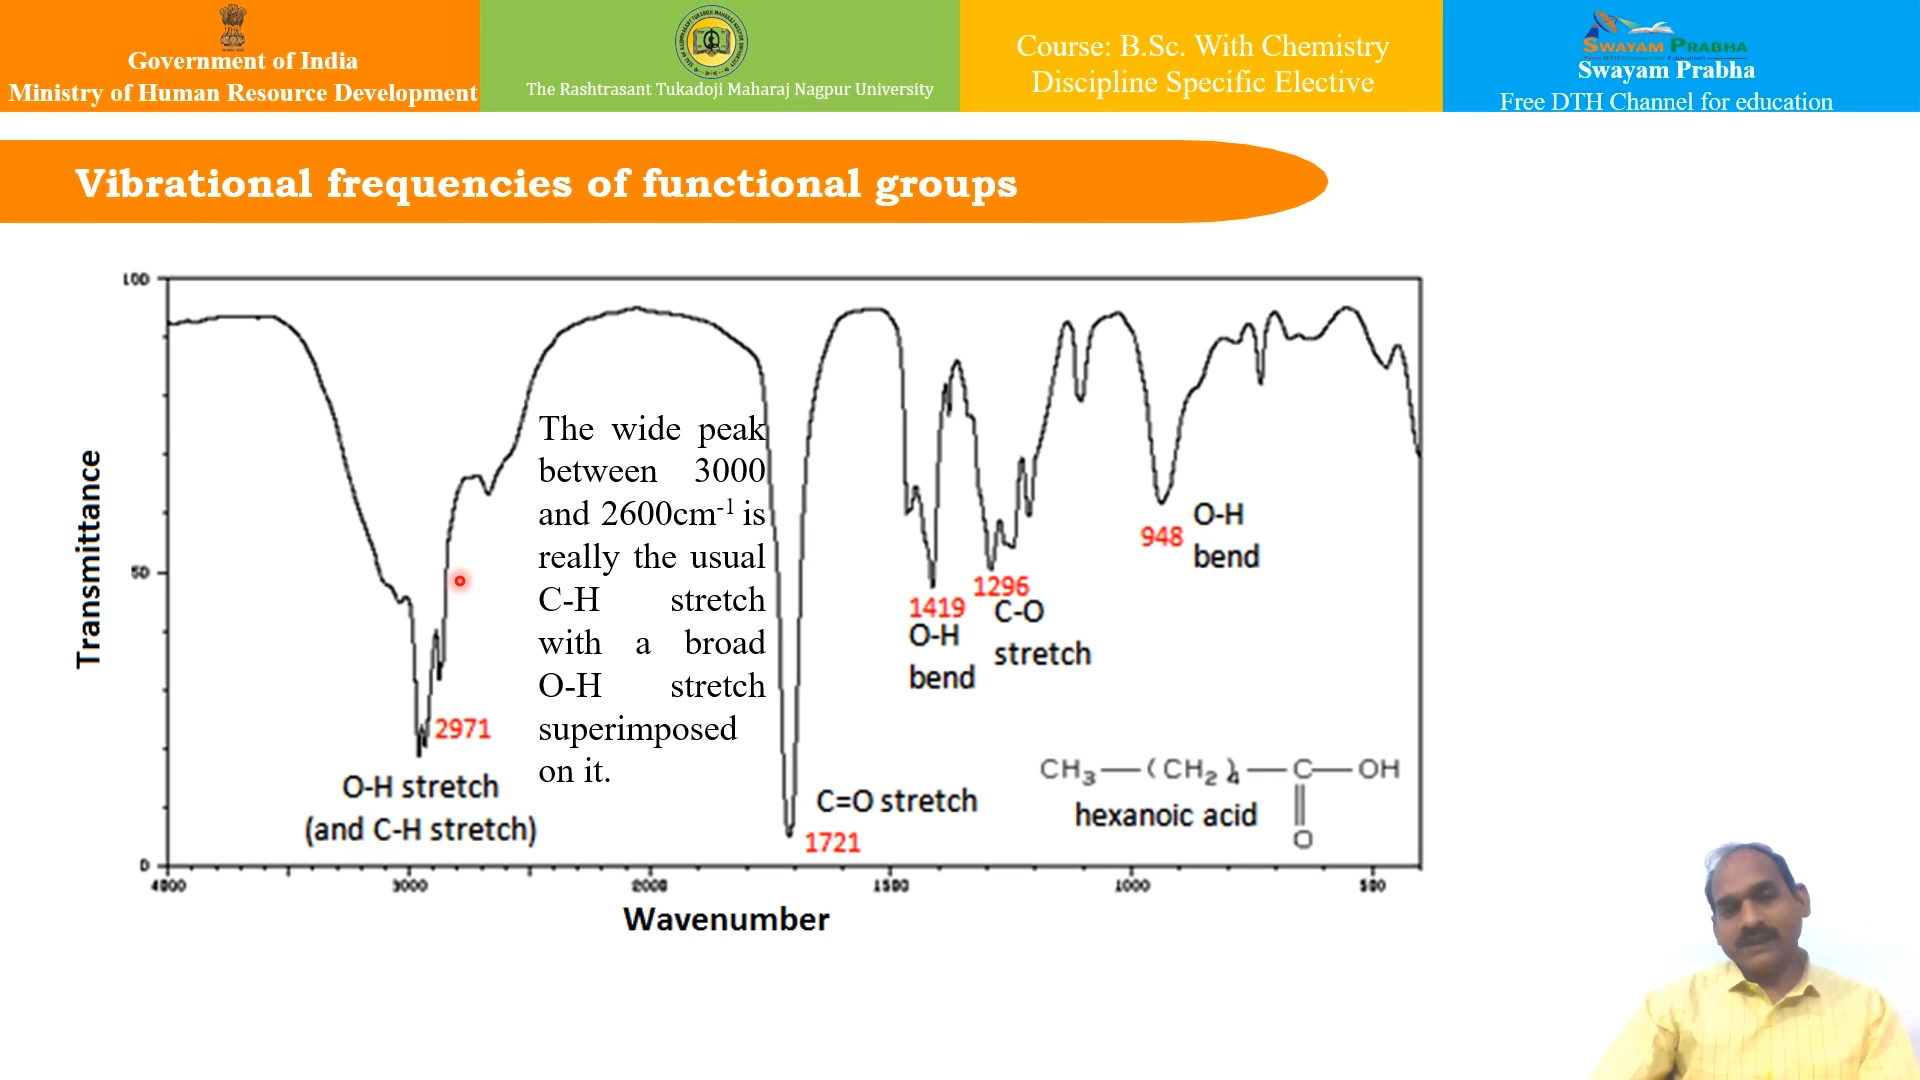 Government of India
Ministry of Human Resource Development
The Rashtrasant Tukadoji Maharaj Nagpur University
Course: B.Sc. With Chemistry
Discipline Specific Elective
SWAYAM PRABHA
Swayam Prabha
Free DTH Channel for education
Vibrational frequencies of functional groups
100
50
0
Transmittance
The wide peak
between 3000
and 2600cm-1 is
really the usual
C-H stretch
with a broad
O-H stretch
superimposed
on it.
2971
O-H stretch
(and C-H stretch)
C=O stretch
1721
1419
O-H
bend
1296
C-O
stretch
948
O-H
bend
CH3—(CH2)4—C—OH
O
hexanoic acid
4000 3000 2000 1500 1000 500
Wavenumber